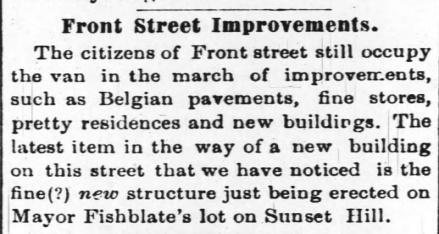 Front Street Improvements.
The citizens of Front street still occupy
the van in the march of improvements,
such as Belgian pavements, fine stores,
pretty residences and new buildings. The
latest item in the way of a new building
on this street that we have noticed is the
fine(?) new structure just being erected on
Mayor Fishblate's lot on Sunset Hill.